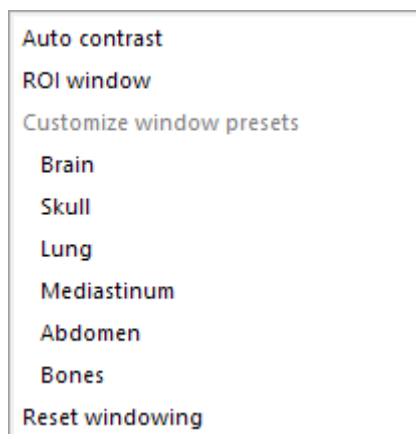 Auto contrast
ROI window
Customize window presets
Brain
Skull
Lung
Mediastinum
Abdomen
Bones
Reset windowing